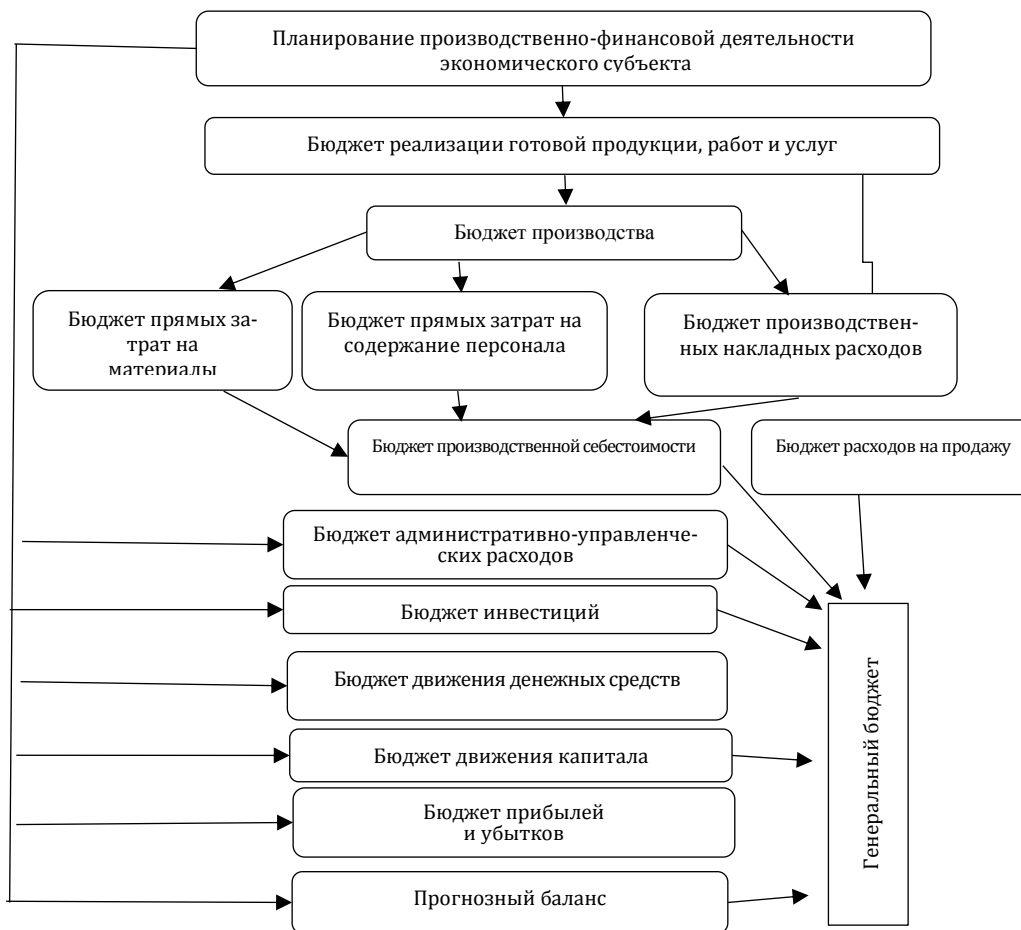 Планирование производственно-финансовой деятельности
экономического субъекта
Бюджет реализации готовой продукции, работ и услуг
Бюджет производства
Бюджет прямых за-
трат на
материалы
Бюджет прямых затрат на
содержание персонала
Бюджет производствен-
ных накладных расходов
Бюджет производственной себестоимости
Бюджет расходов на продажу
Бюджет административно-управленче-
ских расходов
Бюджет инвестиций
Бюджет движения денежных средств
Бюджет движения капитала
Бюджет прибылей
и убытков
Прогнозный баланс
Генеральный бюджет